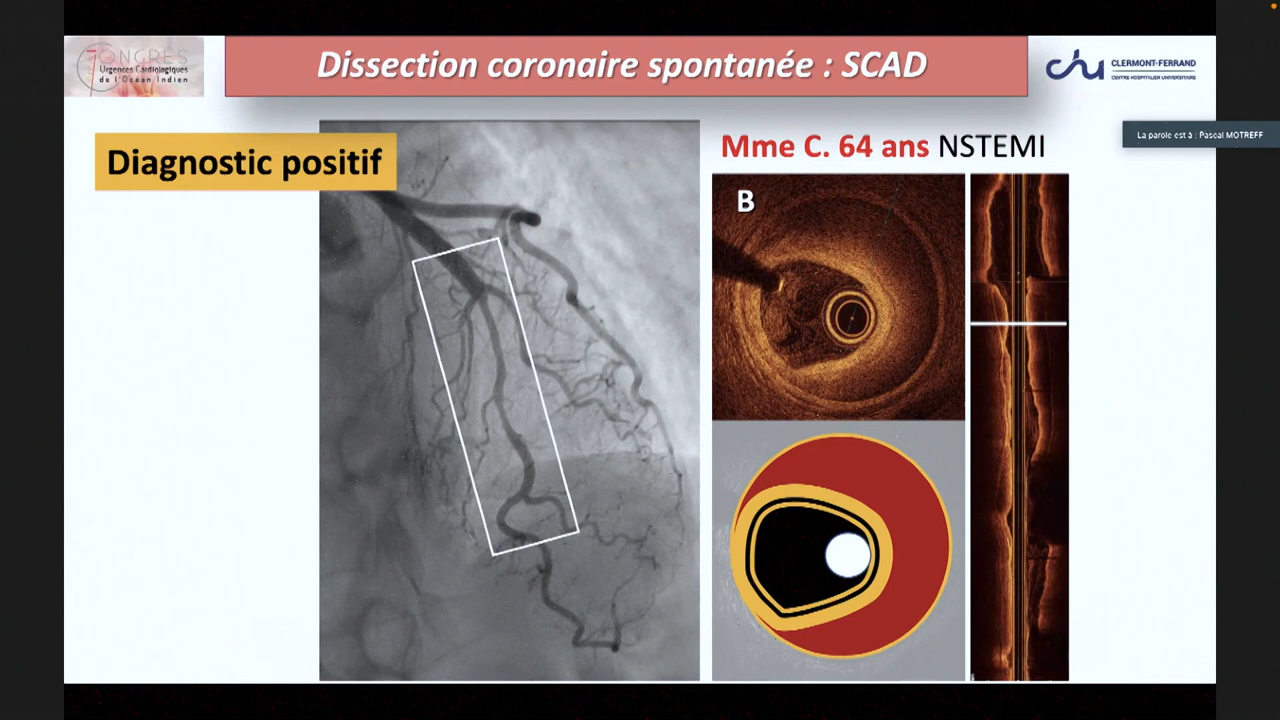 CONGRÈS
Urgences Cardiologiques
de l'Océan Indien
Dissection coronaire spontanée : SCAD
chu
CLERMONT-FERRAND
CENTRE HOSPITALIER UNIVERSITAIRE
La parole est à : Pascal MOTREFF
Diagnostic positif
Mme C. 64 ans NSTEMI
B